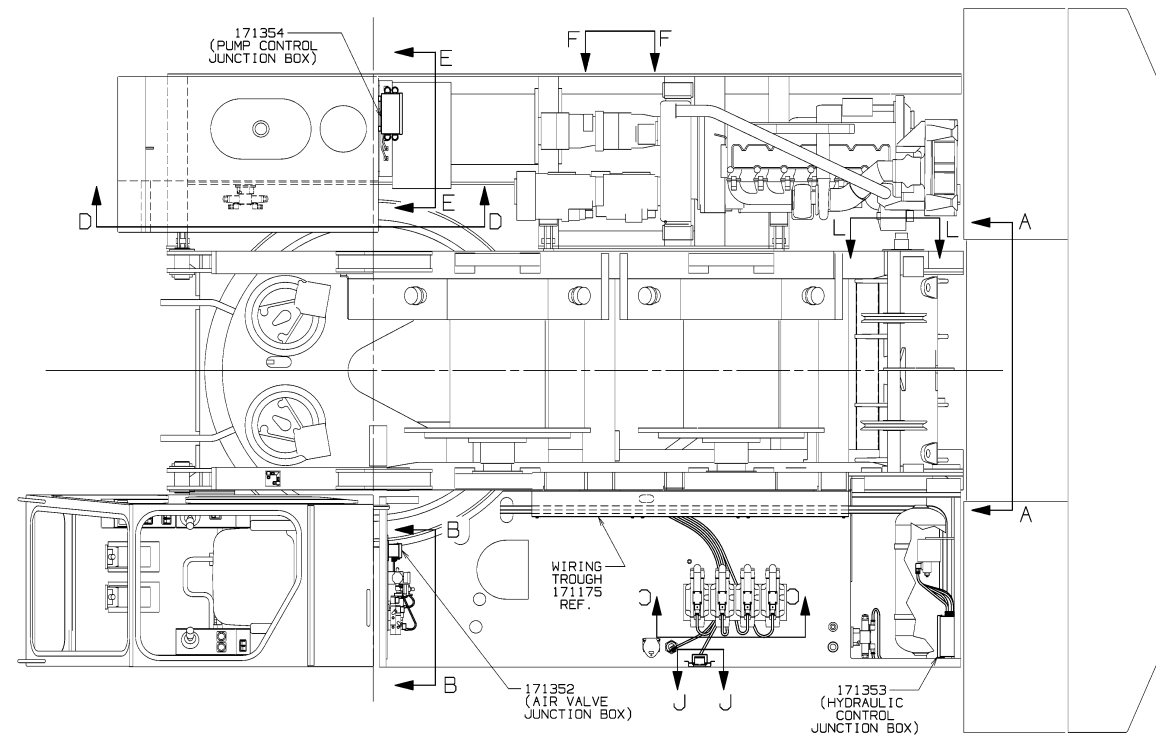 171354
(PUMP CONTROL
JUNCTION BOX)
E
F
F
E
D
D
L
L
A
A
B
WIRING
TROUGH
171175
REF.
C
C
B
J
J
171352
(AIR VALVE
JUNCTION BOX)
171353
(HYDRAULIC
CONTROL
JUNCTION BOX)